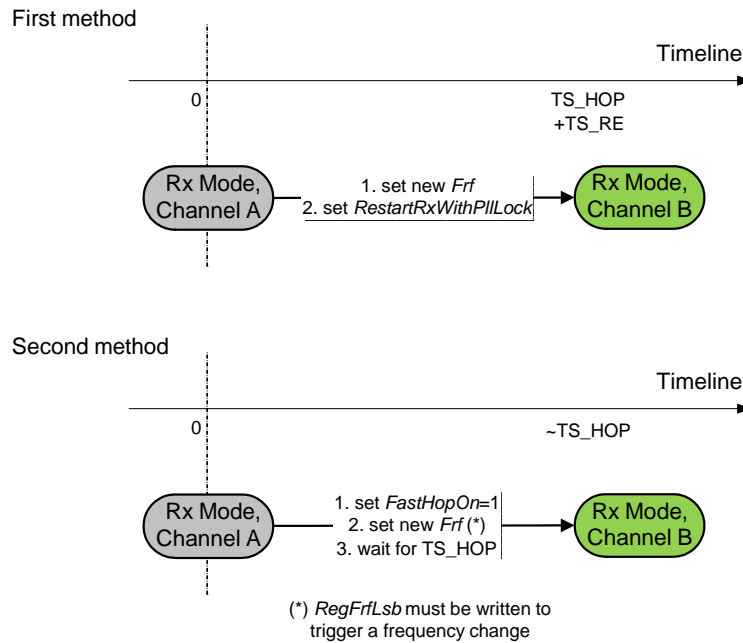 First method
Timeline
0
TS_HOP
+TS_RE
Rx Mode,
Channel A
1. set new Frf
2. set RestartRxWithPllLock
Rx Mode,
Channel B
Second method
Timeline
0
~TS_HOP
Rx Mode,
Channel A
1. set FastHopOn=1
2. set new Frf (*)
3. wait for TS_HOP
Rx Mode,
Channel B
(*) RegFrfLsb must be written to
trigger a frequency change